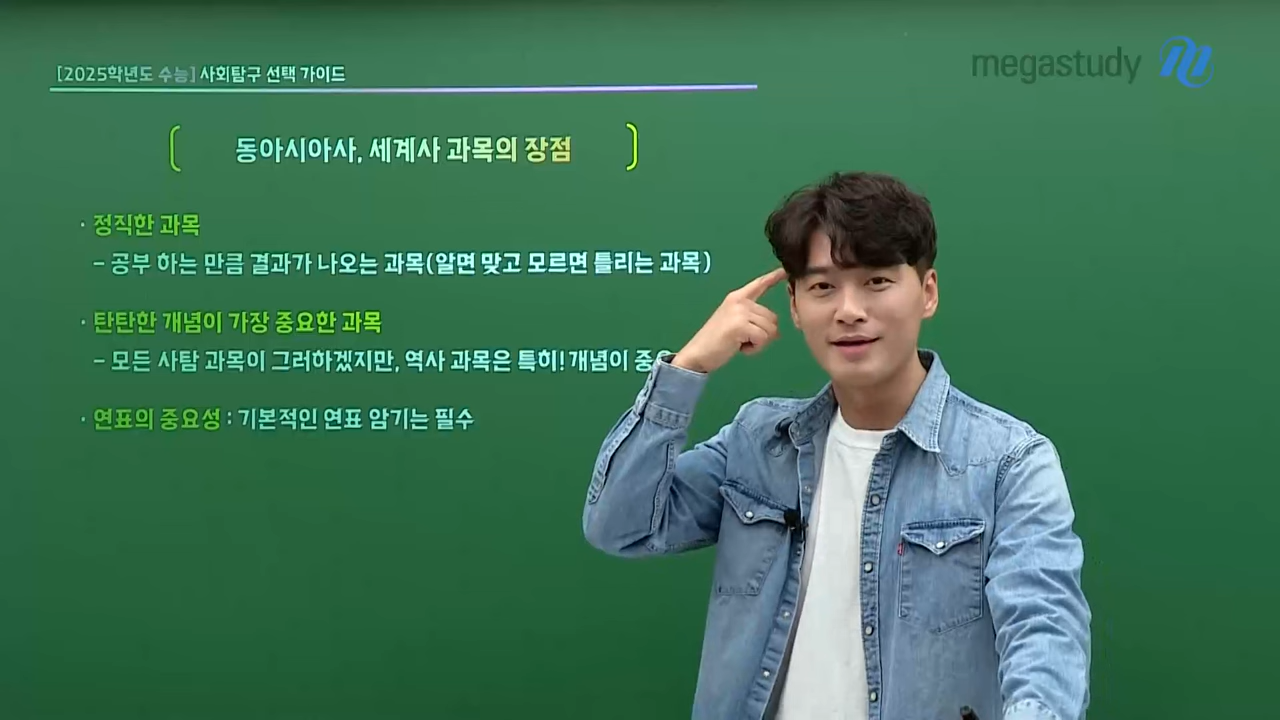 [2025학년도 수능] 사회탐구 선택 가이드
megastudy
동아시아사, 세계사 과목의 장점
· 정직한 과목
– 공부 하는 만큼 결과가 나오는 과목(알면 맞고 모르면 틀리는 과목)
· 탄탄한 개념이 가장 중요한 과목
– 모든 사탐 과목이 그러하겠지만, 역사 과목은 특히! 개념이
· 연표의 중요성 : 기본적인 연표 암기는 필수